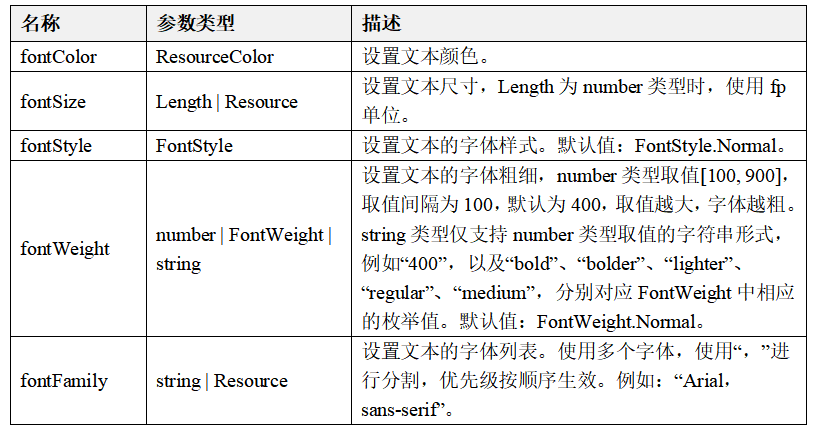 名称 参数类型 描述
fontColor ResourceColor 设置文本颜色。
fontSize Length | Resource 设置文本尺寸，Length 为 number 类型时，使用 fp
单位。
fontStyle FontStyle 设置文本的字体样式。默认值：FontStyle.Normal。
fontWeight number | FontWeight |
string
设置文本的字体粗细，number 类型取值[100, 900]，
取值间隔为 100，默认为 400，取值越大，字体越粗。
string 类型仅支持 number 类型取值的字符串形式，
例如“400”，以及“bold”、“bolder”、“lighter”、
“regular”、“medium”，分别对应 FontWeight 中相应
的枚举值。默认值：FontWeight.Normal。
fontFamily string | Resource 设置文本的字体列表。使用多个字体，使用“，”进
行分割，优先级按顺序生效。例如：“Arial，
sans-serif”。